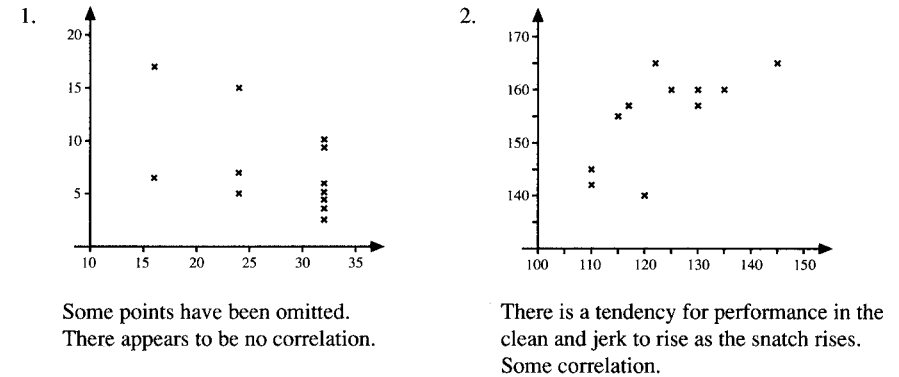 1.
20
15
10
5
10 15 20 25 30 35
Some points have been omitted.
There appears to be no correlation.
2.
170
160
150
140
100 110 120 130 140 150
There is a tendency for performance in the
clean and jerk to rise as the snatch rises.
Some correlation.